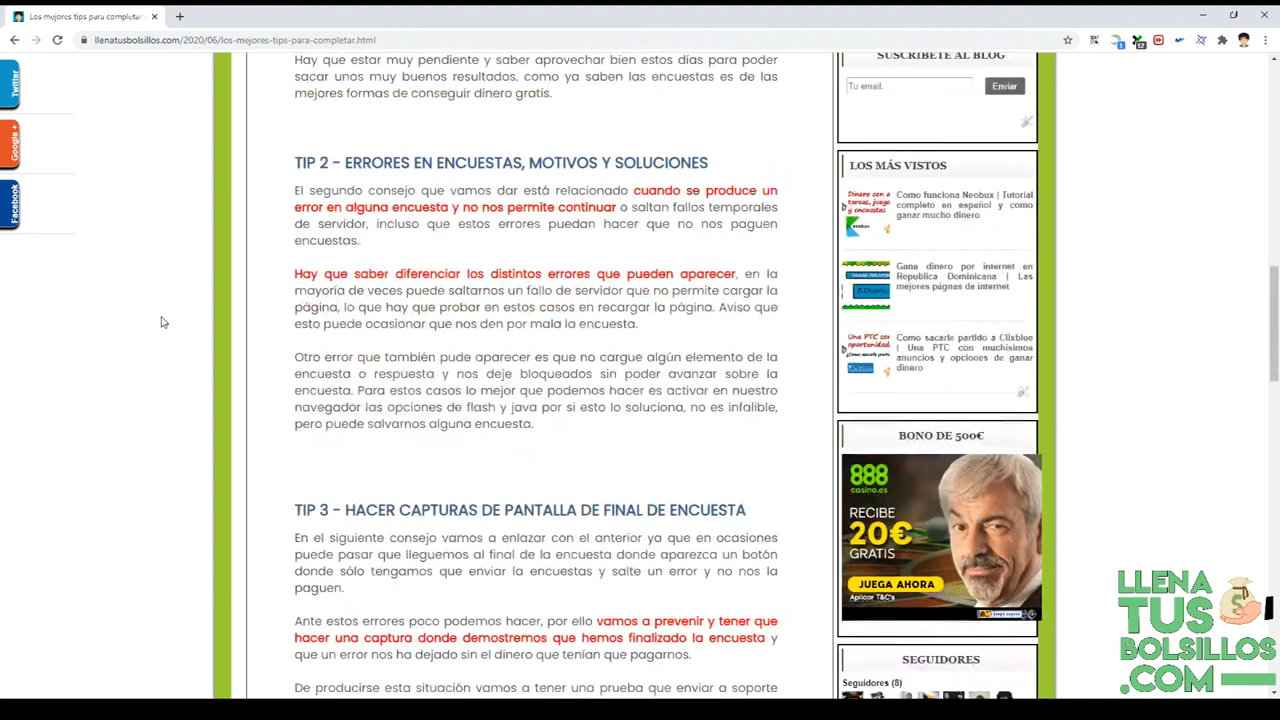 Los mejores tips para completar
llenatusbolsillos.com/2020/06/los-mejores-tips-para-completar.html
Twitter
Google +
Facebook
Hay que estar muy pendiente y saber aprovechar bien estos días para poder
sacar unos muy buenos resultados, como ya saben las encuestas es de las
mejores formas de conseguir dinero gratis.
TIP 2 - ERRORES EN ENCUESTAS, MOTIVOS Y SOLUCIONES
El segundo consejo que vamos dar está relacionado cuando se produce un
error en alguna encuesta y no nos permite continuar o saltan fallos temporales
de servidor, incluso que estos errores puedan hacer que no nos paguen
encuestas.
Hay que saber diferenciar los distintos errores que pueden aparecer, en la
mayoría de veces puede saltarnos un fallo de servidor que no permite cargar la
página, lo que hay que probar en estos casos en recargar la página. Aviso que
esto puede ocasionar que nos den por mala la encuesta.
Otro error que también pude aparecer es que no cargue algún elemento de la
encuesta o respuesta y nos deje bloqueados sin poder avanzar sobre la
encuesta. Para estos casos lo mejor que podemos hacer es activar en nuestro
navegador las opciones de flash y java por si esto lo soluciona, no es infalible,
pero puede salvarnos alguna encuesta.
TIP 3 - HACER CAPTURAS DE PANTALLA DE FINAL DE ENCUESTA
En el siguiente consejo vamos a enlazar con el anterior ya que en ocasiones
puede pasar que lleguemos al final de la encuesta donde aparezca un botón
donde sólo tengamos que enviar la encuestas y salte un error y no nos la
paguen.
Ante estos errores poco podemos hacer, por ello vamos a prevenir y tener que
hacer una captura donde demostremos que hemos finalizado la encuesta y
que un error nos ha dejado sin el dinero que tenían que pagarnos.
De producirse esta situación vamos a tener una prueba que enviar a soporte
SUSCRIBETE AL BLOG
Tu email.
Enviar
LOS MÁS VISTOS
Dinero con
tareas, jueg
y encuestas
neobux
Como funciona Neobux | Tutorial
completo en español y como
ganar mucho dinero
Gana dinero por internet en
Republica Dominicana | Las
mejores págnas de internet
Una PTC con
oportunidad
Como sacarle partido a Clixblue
| Una PTC con muchisimos
anuncios y opciones de ganar
dinero
BONO DE 500€
888
casino.es
RECIBE
20€
GRATIS
JUEGA AHORA
Aplican T&C's
SEGUIDORES
Seguidores (8)
LLENA
TUS
BOLSILLOS
.COM